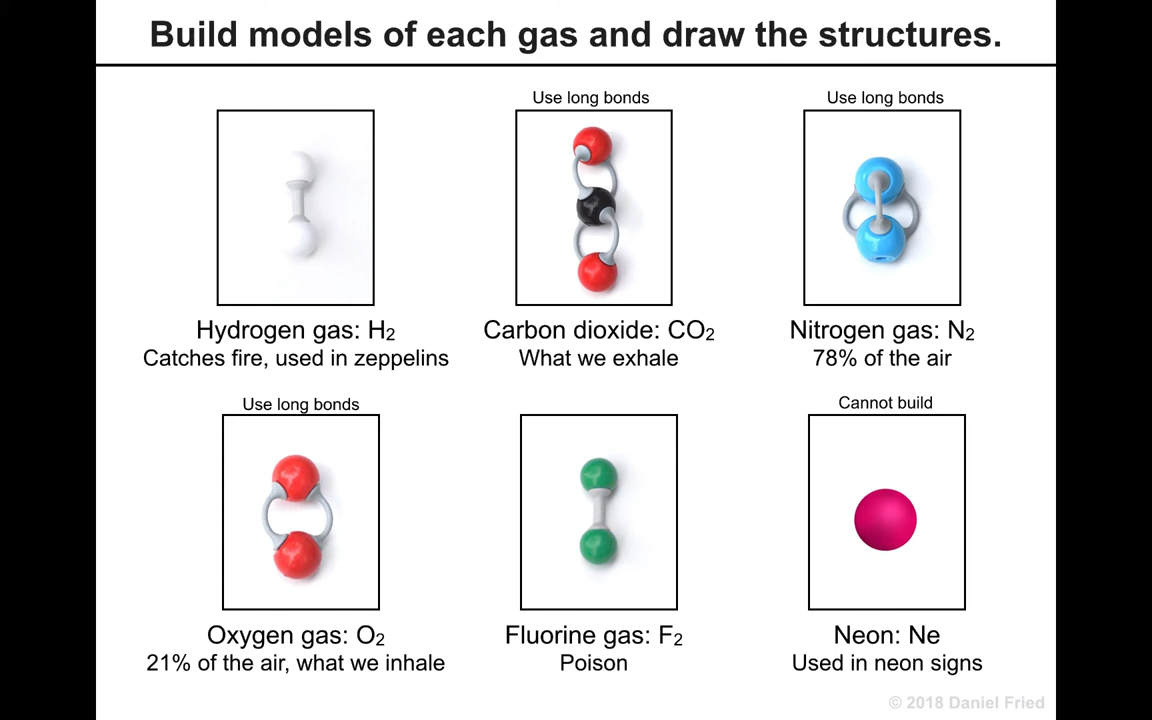 Build models of each gas and draw the structures.
Use long bonds
Use long bonds
Hydrogen gas: H₂
Catches fire, used in zeppelins
Carbon dioxide: CO₂
What we exhale
Nitrogen gas: N₂
78% of the air
Use long bonds
Cannot build
Oxygen gas: O₂
21% of the air, what we inhale
Fluorine gas: F₂
Poison
Neon: Ne
Used in neon signs
© 2018 Daniel Fried